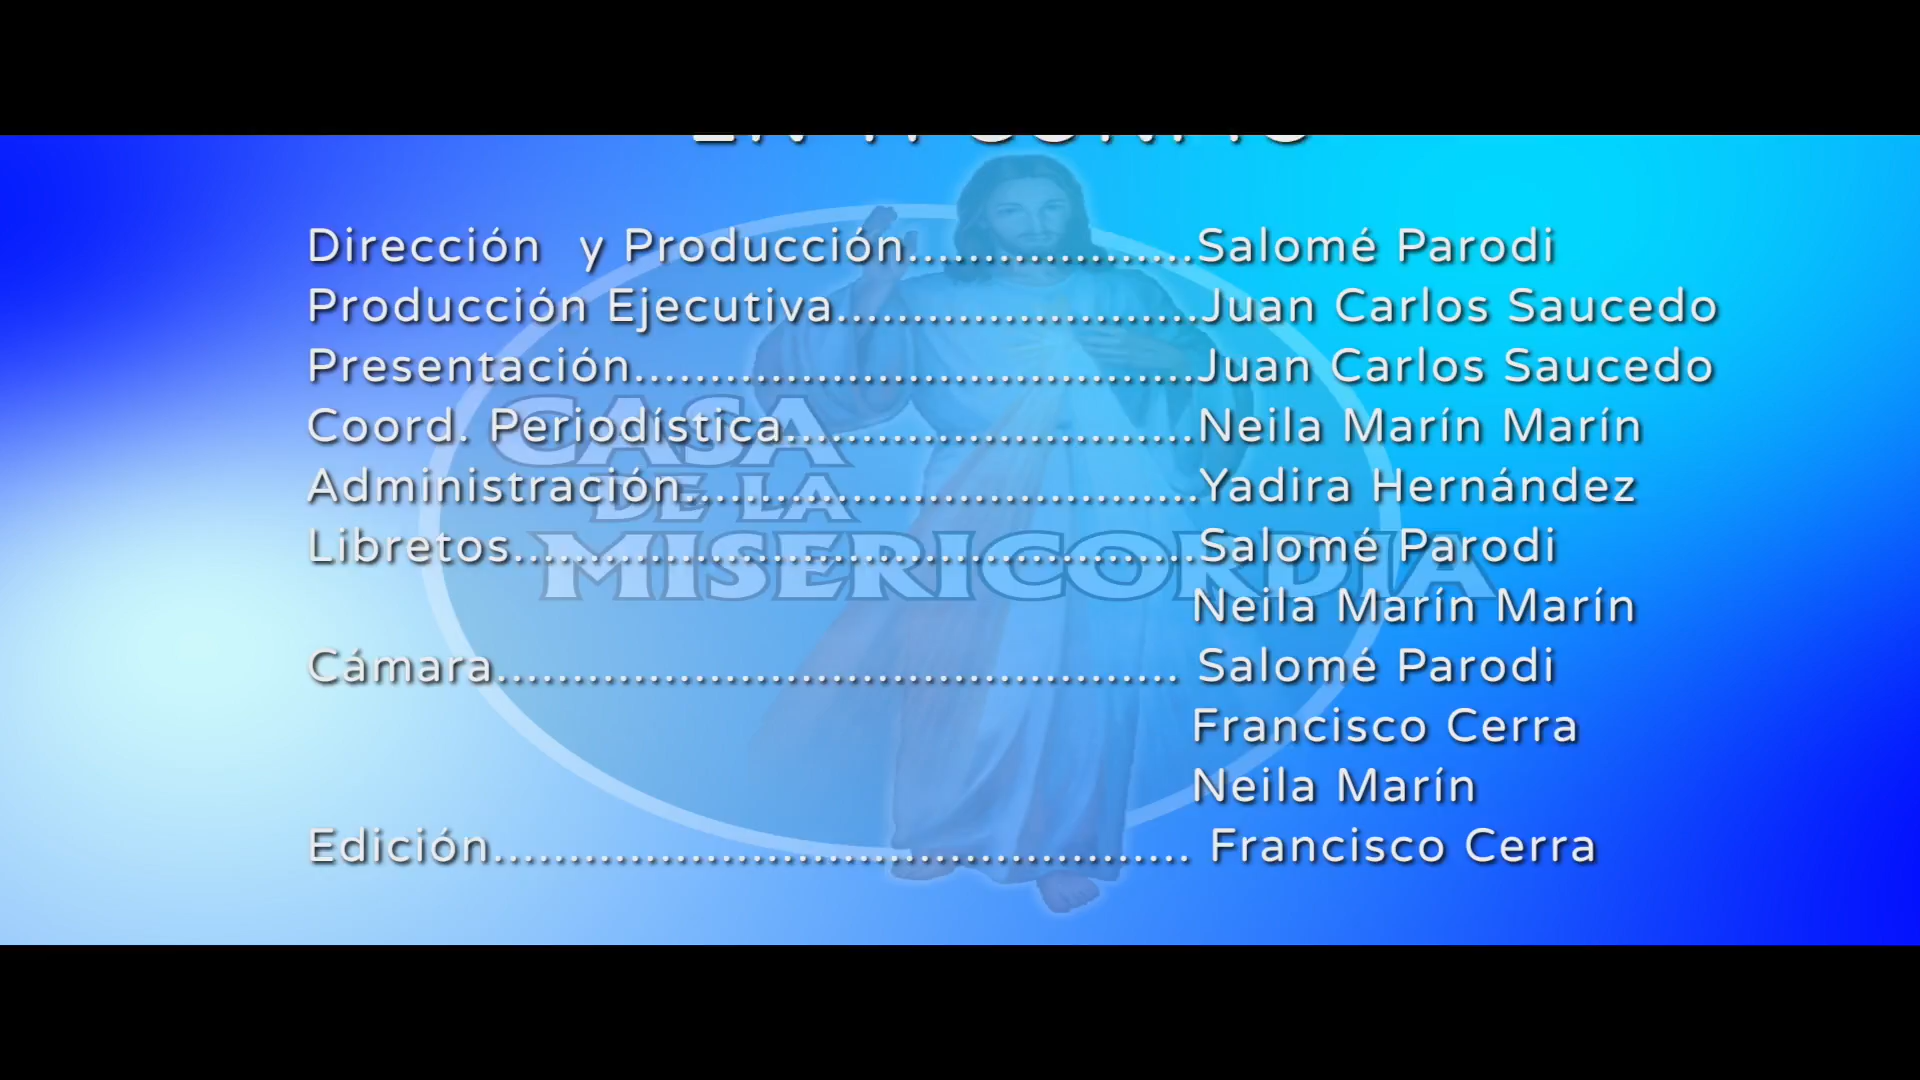 Dirección y Producción...................Salomé Parodi
Producción Ejecutiva........................Juan Carlos Saucedo
Presentación.....................................Juan Carlos Saucedo
Coord. Periodística...........................Neila Marín Marín
Administración..................................Yadira Hernández
Libretos.............................................Salomé Parodi
Neila Marín Marín
Cámara............................................. Salomé Parodi
Francisco Cerra
Neila Marín
Edición.............................................. Francisco Cerra
CASA
DE LA
MISERICORDIA